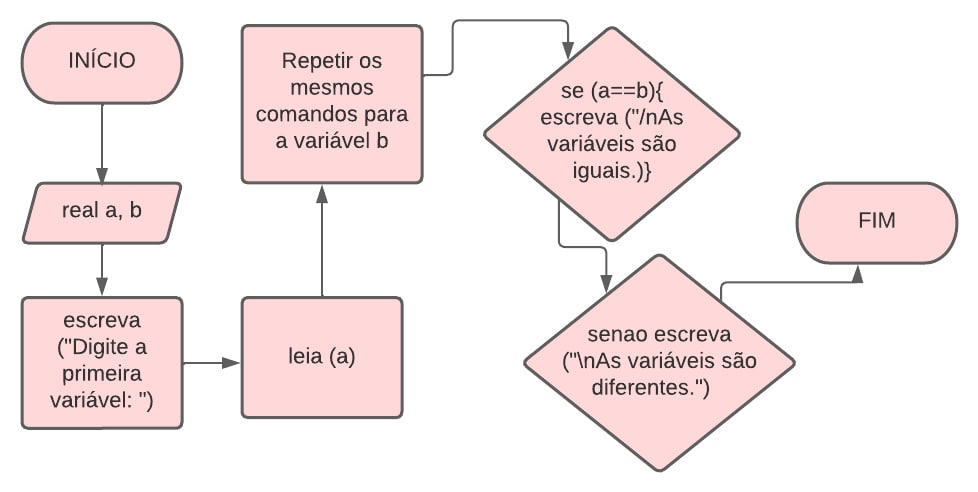 INÍCIO
real a, b
escreva
("Digite a
primeira
variável: ")
leia (a)
Repetir os
mesmos
comandos para
a variável b
se (a==b){
escreva ("/nAs
variáveis são
iguais.)}
senao escreva
("\nAs variáveis são
diferentes.")
FIM